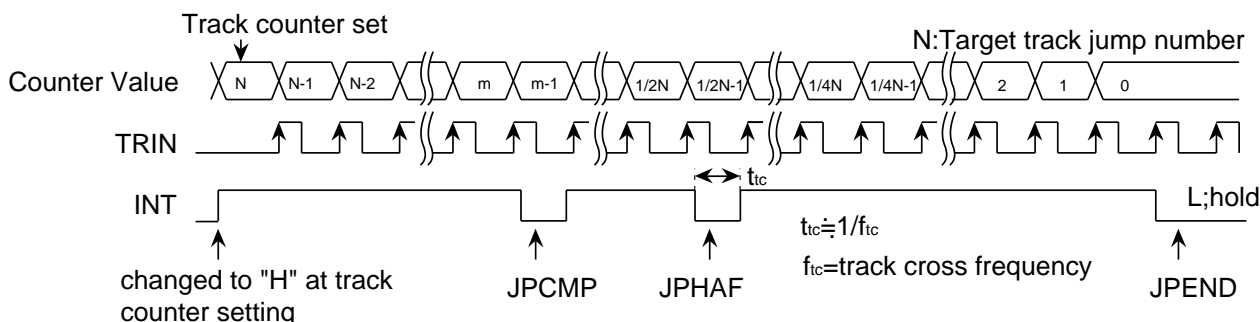 Track counter set
N:Target track jump number
Counter Value N N-1 N-2 m m-1 1/2N 1/2N-1 1/4N 1/4N-1 2 1 0
TRIN
INT
ttc
L;hold
ttc≒1/ftc
ftc=track cross frequency
changed to "H" at track
counter setting
JPCMP
JPHAF
JPEND